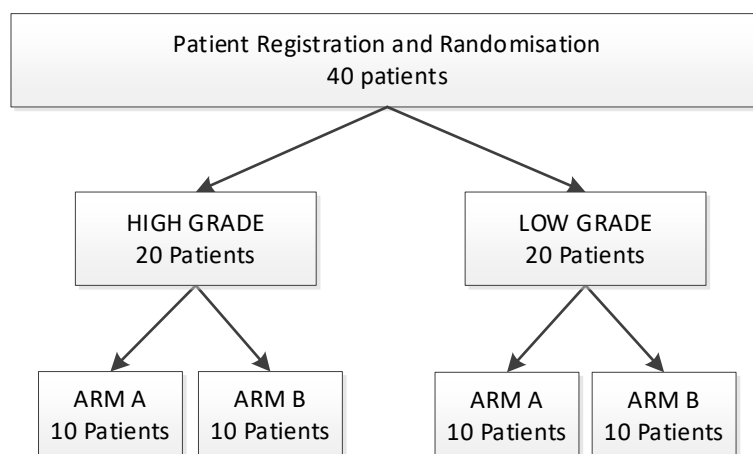 Patient Registration and Randomisation
40 patients
HIGH GRADE
20 Patients
LOW GRADE
20 Patients
ARM A
10 Patients
ARM B
10 Patients
ARM A
10 Patients
ARM B
10 Patients